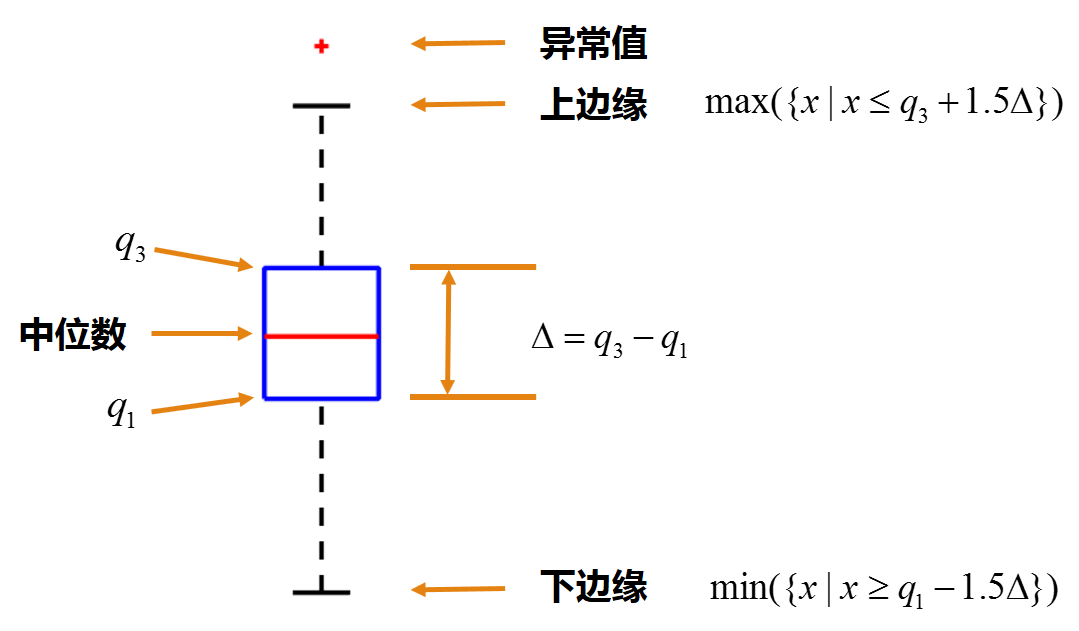 异常值
上边缘 max({x | x ≤ q₃ + 1.5Δ})
q₃
中位数
Δ = q₃ − q₁
q₁
下边缘 min({x | x ≥ q₁ − 1.5Δ})